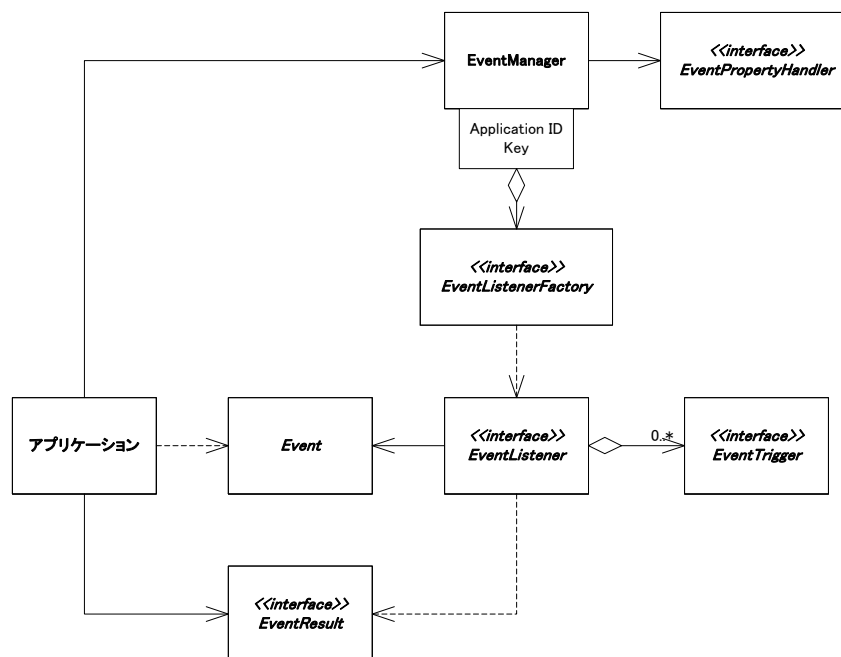 EventManager
<<interface>>
EventPropertyHandler
Application ID
Key
<<interface>>
EventListenerFactory
アプリケーション
Event
<<interface>>
EventListener
0..*
<<interface>>
EventTrigger
<<interface>>
EventResult